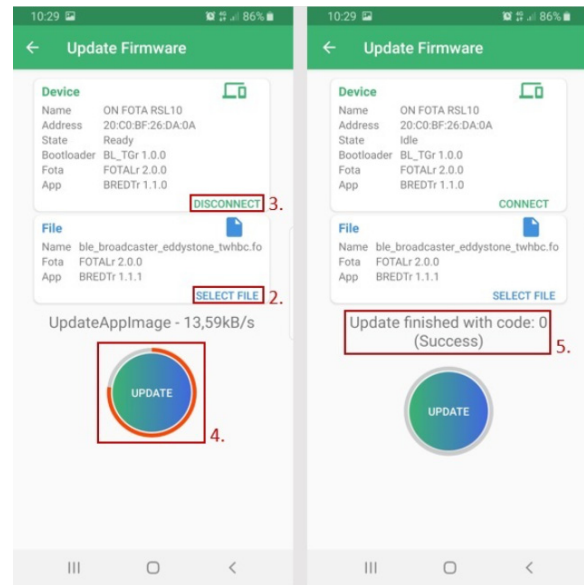 10:29 86%
Update Firmware
Device
Name ON FOTA RSL10
Address 20:C0:BF:26:DA:0A
State Ready
Bootloader BL_TGr 1.0.0
Fota FOTALr 2.0.0
App BREDTr 1.1.0
DISCONNECT 3.
File
Name ble_broadcaster_eddystone_twhbc.fo
Fota FOTALr 2.0.0
App BREDTr 1.1.1
SELECT FILE 2.
UpdateAppImage - 13,59kB/s
UPDATE
4.
10:29 86%
Update Firmware
Device
Name ON FOTA RSL10
Address 20:C0:BF:26:DA:0A
State Idle
Bootloader BL_TGr 1.0.0
Fota FOTALr 2.0.0
App BREDTr 1.1.0
CONNECT
File
Name ble_broadcaster_eddystone_twhbc.fo
Fota FOTALr 2.0.0
App BREDTr 1.1.1
SELECT FILE
Update finished with code: 0
(Success) 5.
UPDATE